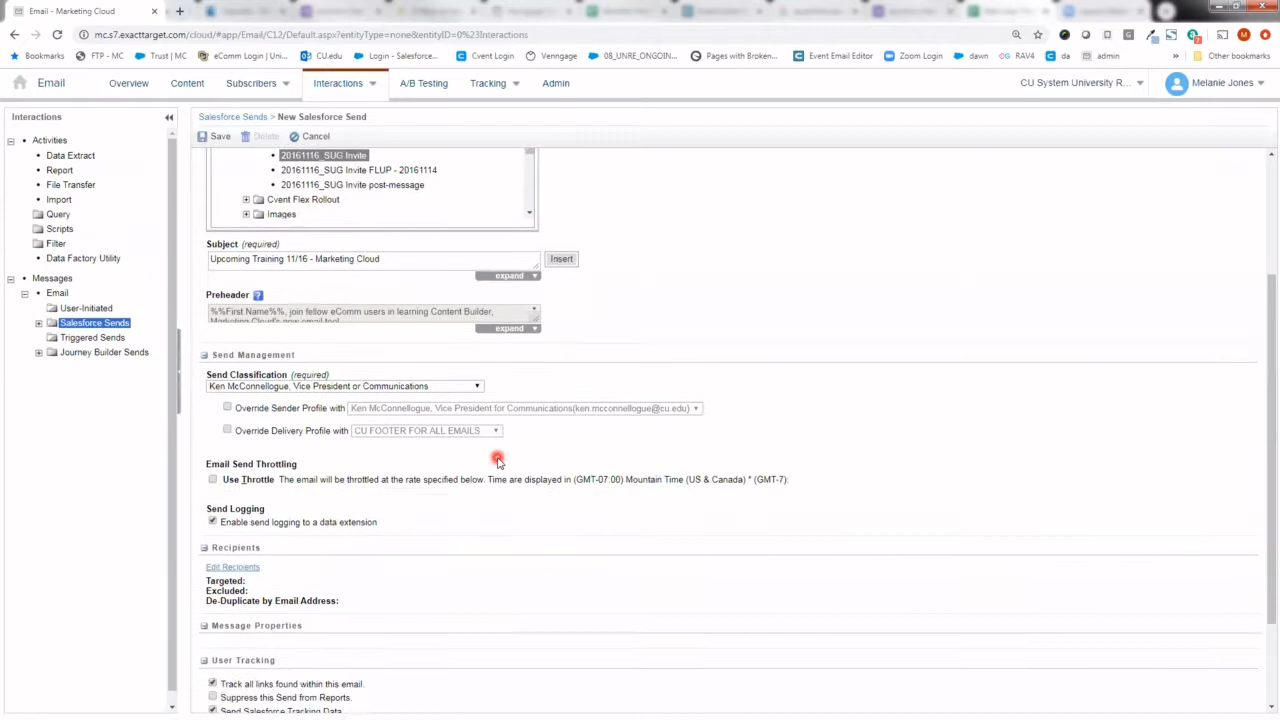 Email - Marketing Cloud
mc.s7.exacttarget.com/cloud/#app/Email/C12/Default.aspx?entityType=none&entityID=0%23Interactions
Bookmarks FTP - MC Trust | MC eComm Login | Uni... CU.edu Login - Salesforce... Cvent Login Venngage 08_UNRE_ONGOIN... Pages with Broken... Event Email Editor Zoom Login dawn da RAV4 admin » Other bookmarks
Email Overview Content Subscribers Interactions A/B Testing Tracking Admin CU System University R... Melanie Jones
Interactions
Salesforce Sends > New Salesforce Send
Save Delete Cancel
Activities
Data Extract
Report
File Transfer
Import
Query
Scripts
Filter
Data Factory Utility
Messages
Email
User-Initiated
Salesforce Sends
Triggered Sends
Journey Builder Sends
20161116_SUG Invite
20161116_SUG Invite FLUP - 20161114
20161116_SUG Invite post-message
Cvent Flex Rollout
Images
Subject (required)
Upcoming Training 11/16 - Marketing Cloud Insert
expand
Preheader ?
%%First Name%%, join fellow eComm users in learning Content Builder,
Marketing Cloud's new email tool
expand
Send Management
Send Classification (required)
Ken McConnellogue, Vice President or Communications
Override Sender Profile with Ken McConnellogue, Vice President for Communications(ken.mcconnellogue@cu.edu)
Override Delivery Profile with CU FOOTER FOR ALL EMAILS
Email Send Throttling
Use Throttle The email will be throttled at the rate specified below. Time are displayed in (GMT-07:00) Mountain Time (US & Canada) * (GMT-7):
Send Logging
Enable send logging to a data extension
Recipients
Edit Recipients
Targeted:
Excluded:
De-Duplicate by Email Address:
Message Properties
User Tracking
Track all links found within this email.
Suppress this Send from Reports.
Send Salesforce Tracking Data